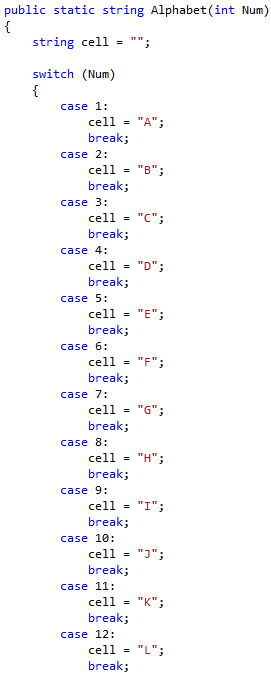 public static string Alphabet(int Num)
{
string cell = "";
switch (Num)
{
case 1:
cell = "A";
break;
case 2:
cell = "B";
break;
case 3:
cell = "C";
break;
case 4:
cell = "D";
break;
case 5:
cell = "E";
break;
case 6:
cell = "F";
break;
case 7:
cell = "G";
break;
case 8:
cell = "H";
break;
case 9:
cell = "I";
break;
case 10:
cell = "J";
break;
case 11:
cell = "K";
break;
case 12:
cell = "L";
break;